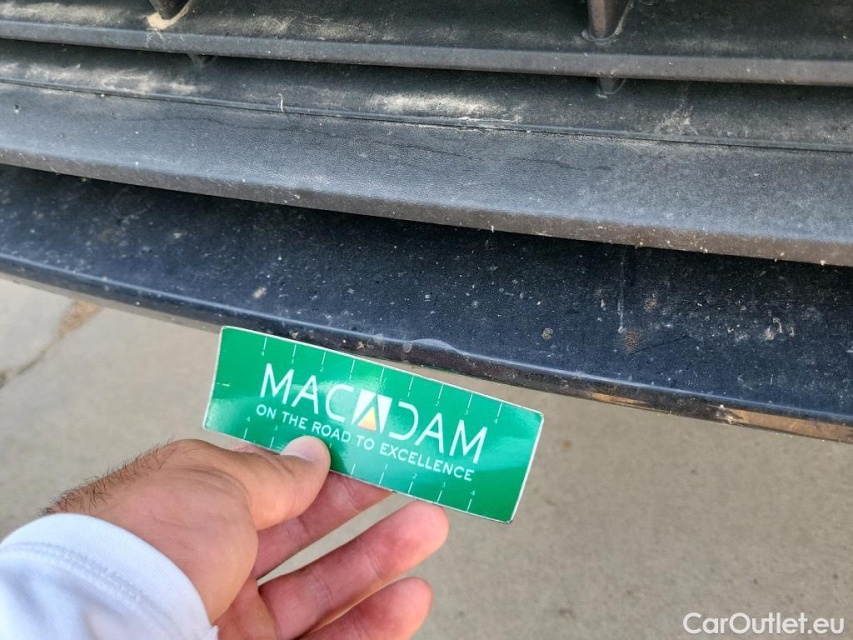 MACADAM
ON THE ROAD TO EXCELLENCE
CarOutlet.eu